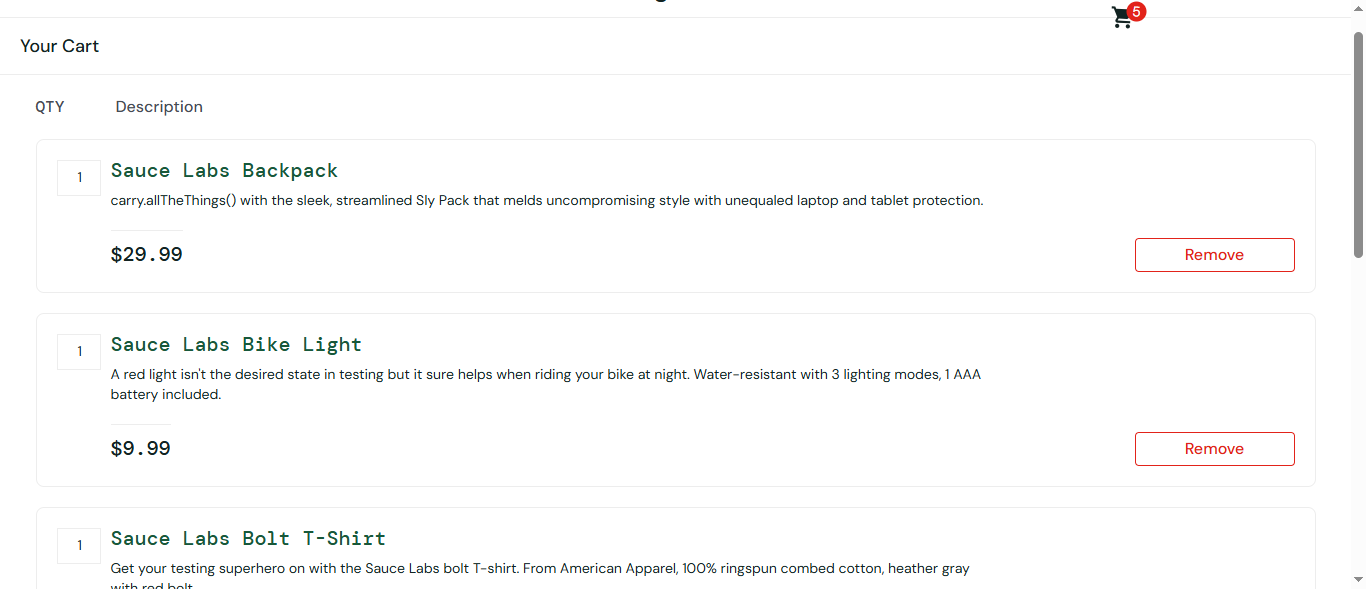 5
Your Cart
QTY Description
1 Sauce Labs Backpack
carry.allTheThings() with the sleek, streamlined Sly Pack that melds uncompromising style with unequaled laptop and tablet protection.
$29.99 Remove
1 Sauce Labs Bike Light
A red light isn't the desired state in testing but it sure helps when riding your bike at night. Water-resistant with 3 lighting modes, 1 AAA
battery included.
$9.99 Remove
1 Sauce Labs Bolt T-Shirt
Get your testing superhero on with the Sauce Labs bolt T-shirt. From American Apparel, 100% ringspun combed cotton, heather gray
with red bolt.